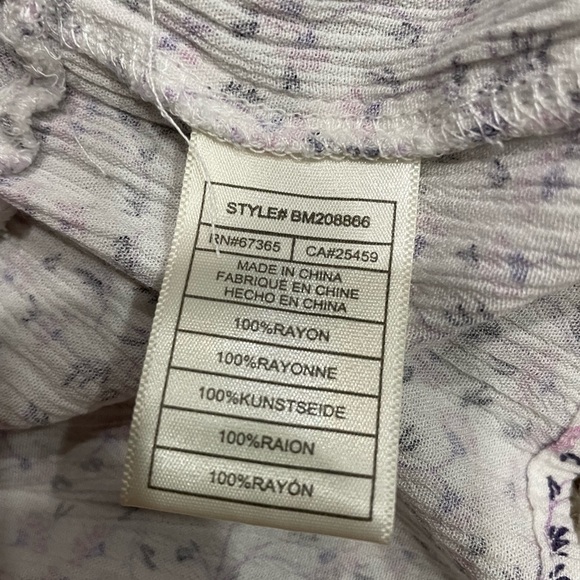 STYLE# BM208866
RN#67365 CA#25459
MADE IN CHINA
FABRIQUE EN CHINE
HECHO EN CHINA
100%RAYON
100%RAYONNE
100%KUNSTSEIDE
100%RAION
100%RAYÓN